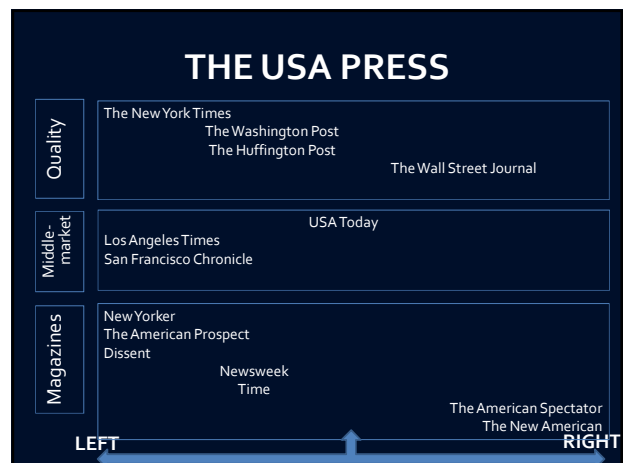 THE USA PRESS
Quality
The New York Times
The Washington Post
The Huffington Post
The Wall Street Journal
Middle-
market
USA Today
Los Angeles Times
San Francisco Chronicle
Magazines
New Yorker
The American Prospect
Dissent
Newsweek
Time
The American Spectator
The New American
LEFT
RIGHT